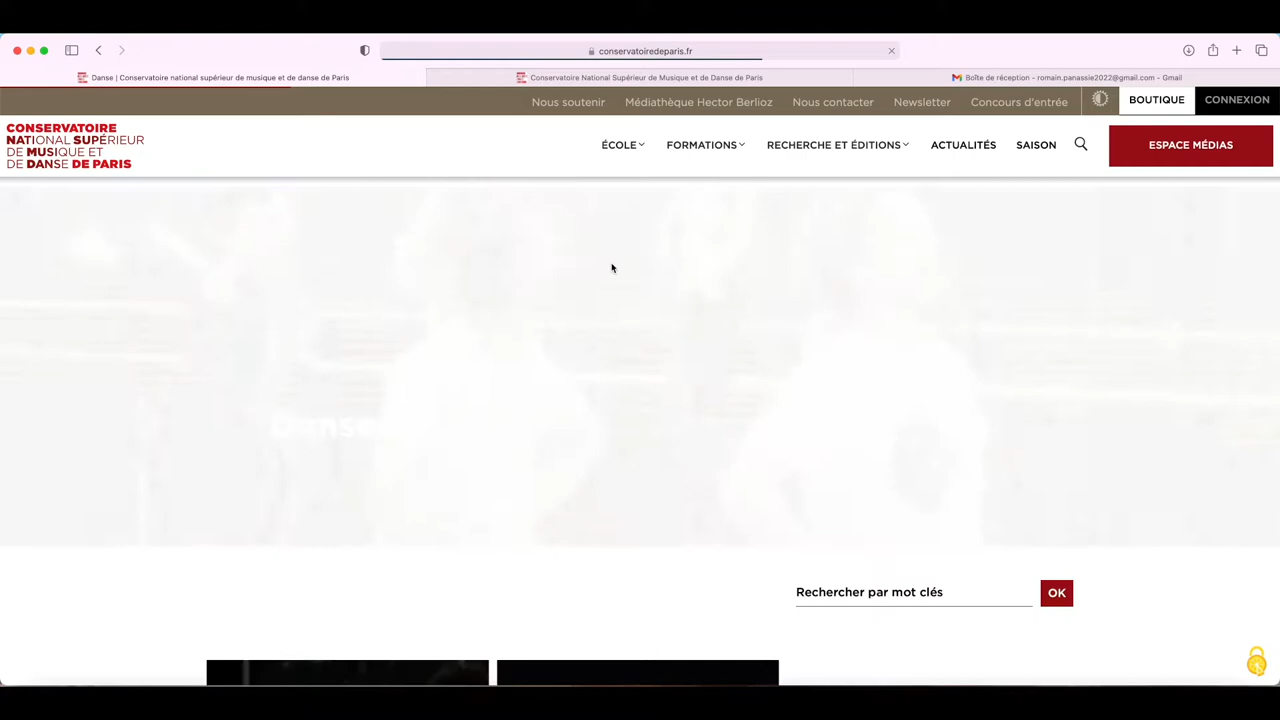 conservatoiredeparis.fr
Danse | Conservatoire national supérieur de musique et de danse de Paris
Conservatoire National Supérieur de Musique et de Danse de Paris
Boîte de réception - romain.panassie2022@gmail.com - Gmail
Nous soutenir Médiathèque Hector Berlioz Nous contacter Newsletter Concours d'entrée BOUTIQUE CONNEXION
CONSERVATOIRE
NATIONAL SUPÉRIEUR
DE MUSIQUE ET
DE DANSE DE PARIS
ÉCOLE FORMATIONS RECHERCHE ET ÉDITIONS ACTUALITÉS SAISON ESPACE MÉDIAS
Danse
Rechercher par mot clés OK